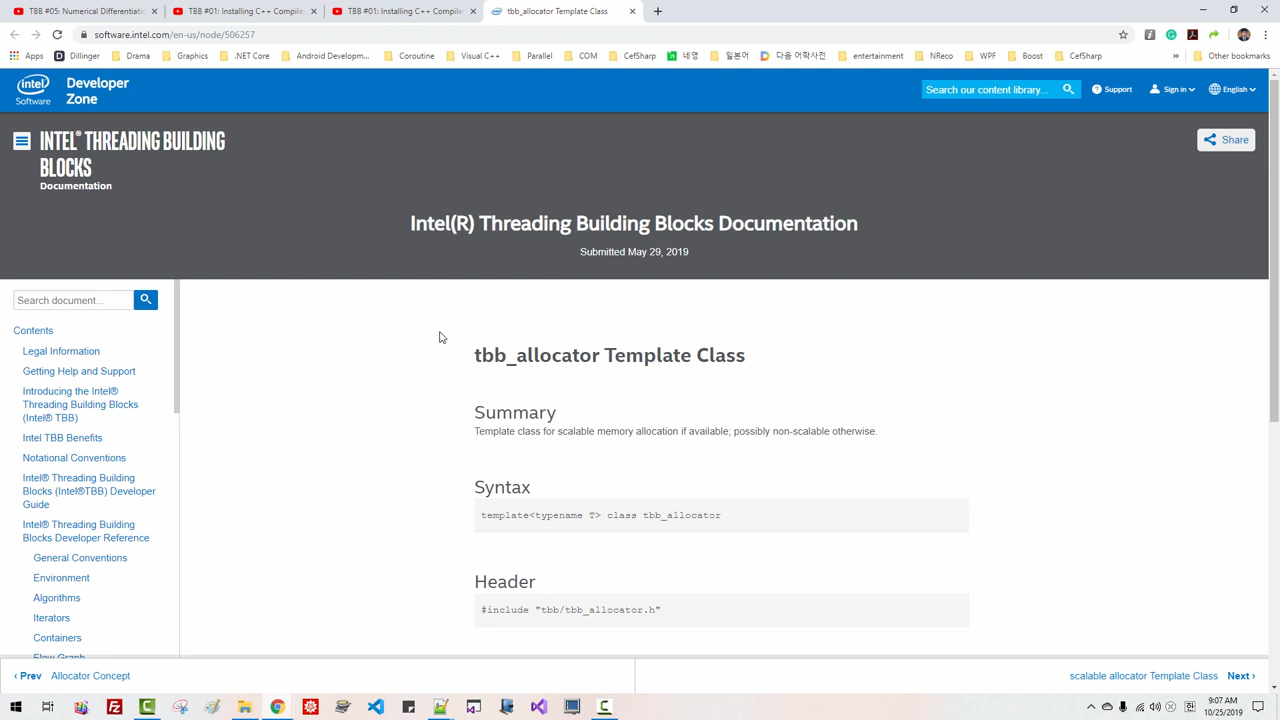 TBB #05: Numerical Differentia
TBB #01: Installing C++ Compile
TBB #01: Installing C++ Compile
tbb_allocator Template Class
software.intel.com/en-us/node/506257
Apps
Dillinger
Drama
Graphics
.NET Core
Android Developm...
Coroutine
Visual C++
Parallel
COM
CefSharp
네영
일본어
다음 어학사전
entertainment
NReco
WPF
Boost
CefSharp
»
Other bookmarks
intel
Software
Developer
Zone
Search our content library...
Support
Sign in
English
INTEL® THREADING BUILDING
BLOCKS
Documentation
Share
Intel(R) Threading Building Blocks Documentation
Submitted May 29, 2019
Search document...
Contents
Legal Information
Getting Help and Support
Introducing the Intel®
Threading Building Blocks
(Intel® TBB)
Intel TBB Benefits
Notational Conventions
Intel® Threading Building
Blocks (Intel®TBB) Developer
Guide
Intel® Threading Building
Blocks Developer Reference
General Conventions
Environment
Algorithms
Iterators
Containers
Flow Graph
tbb_allocator Template Class
Summary
Template class for scalable memory allocation if available; possibly non-scalable otherwise.
Syntax
template<typename T> class tbb_allocator
Header
#include "tbb/tbb_allocator.h"
‹ Prev Allocator Concept
scalable allocator Template Class Next ›
9:07 AM
10/25/2019